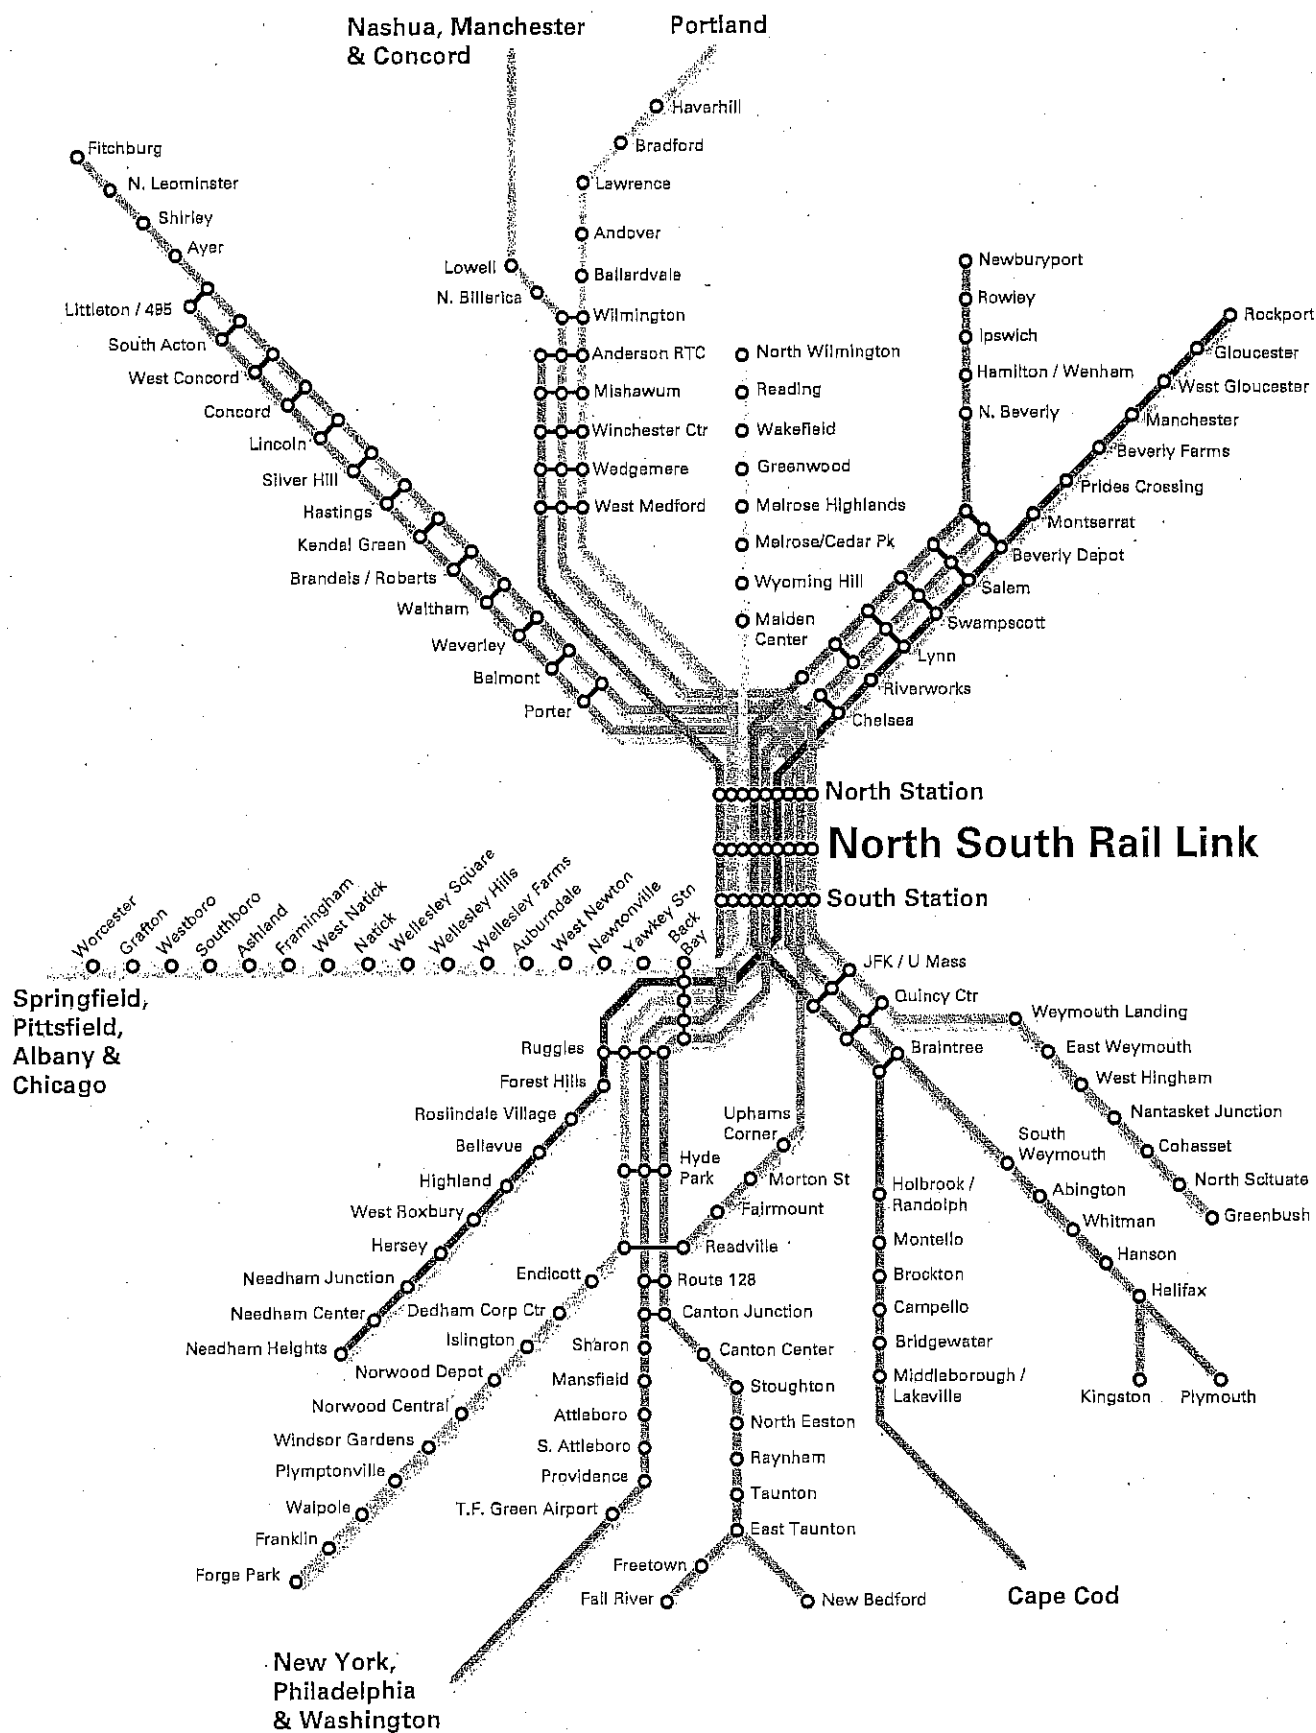 Nashua, Manchester
& Concord
Portland
Haverhill
Bradford
Lawrence
Andover
Ballardvale
Lowell
N. Billerica
Wilmington
Anderson RTC
Mishawum
Winchester Ctr
Wedgemere
West Medford
Fitchburg
N. Leominster
Shirley
Ayer
Littleton / 495
South Acton
West Concord
Concord
Lincoln
Silver Hill
Hastings
Kendal Green
Brandeis / Roberts
Waltham
Waverley
Belmont
Porter
North Wilmington
Reading
Wakefield
Greenwood
Melrose Highlands
Melrose/Cedar Pk
Wyoming Hill
Malden
Center
Newburyport
Rowley
Ipswich
Hamilton / Wenham
N. Beverly
Rockport
Gloucester
West Gloucester
Manchester
Beverly Farms
Prides Crossing
Montserrat
Beverly Depot
Salem
Swampscott
Lynn
Riverworks
Chelsea
North Station
North South Rail Link
South Station
Worcester
Grafton
Westboro
Southboro
Ashland
Framingham
West Natick
Natick
Wellesley Square
Wellesley Hills
Wellesley Farms
Auburndale
West Newton
Newtonville
Yawkey Stn
Back
Bay
Springfield,
Pittsfield,
Albany &
Chicago
Ruggles
Forest Hills
Roslindale Village
Bellevue
Highland
West Roxbury
Hersey
Needham Junction
Needham Center
Needham Heights
Hyde
Park
Uphams
Corner
Morton St
Fairmount
Readville
Endicott
Dedham Corp Ctr
Islington
Norwood Depot
Norwood Central
Windsor Gardens
Plymptonville
Walpole
Franklin
Forge Park
Route 128
Canton Junction
Sharon
Mansfield
Attleboro
S. Attleboro
Providence
T.F. Green Airport
New York,
Philadelphia
& Washington
Canton Center
Stoughton
North Easton
Raynham
Taunton
East Taunton
Freetown
Fall River
New Bedford
JFK / U Mass
Quincy Ctr
Braintree
Weymouth Landing
East Weymouth
West Hingham
Nantasket Junction
Cohasset
North Scituate
Greenbush
South
Weymouth
Abington
Whitman
Hanson
Halifax
Kingston
Plymouth
Holbrook /
Randolph
Montello
Brockton
Campello
Bridgewater
Middleborough /
Lakeville
Cape Cod